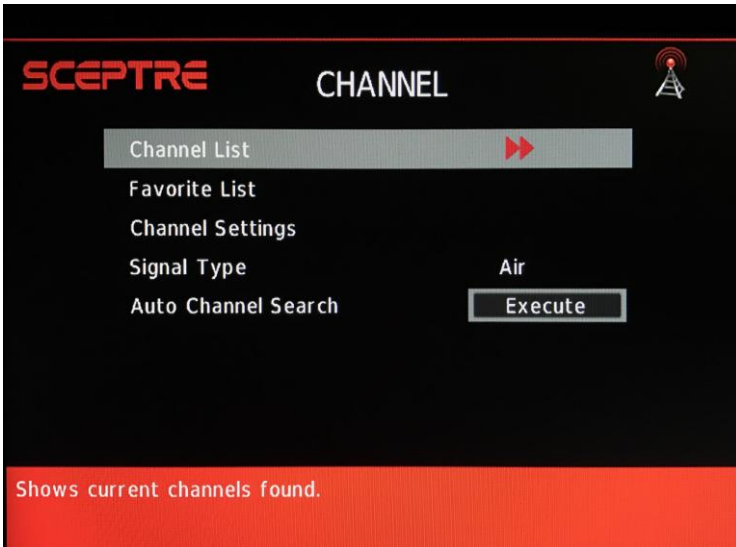 SCEPTRE
CHANNEL
Channel List
Favorite List
Channel Settings
Signal Type Air
Auto Channel Search Execute
Shows current channels found.